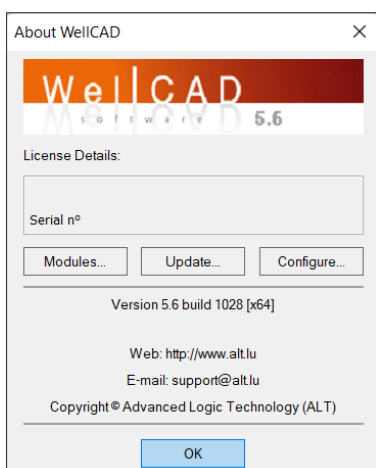 About WellCAD
WellCAD
software 5.6
License Details:
Serial nº
Modules... Update... Configure...
Version 5.6 build 1028 [x64]
Web: http://www.alt.lu
E-mail: support@alt.lu
Copyright © Advanced Logic Technology (ALT)
OK